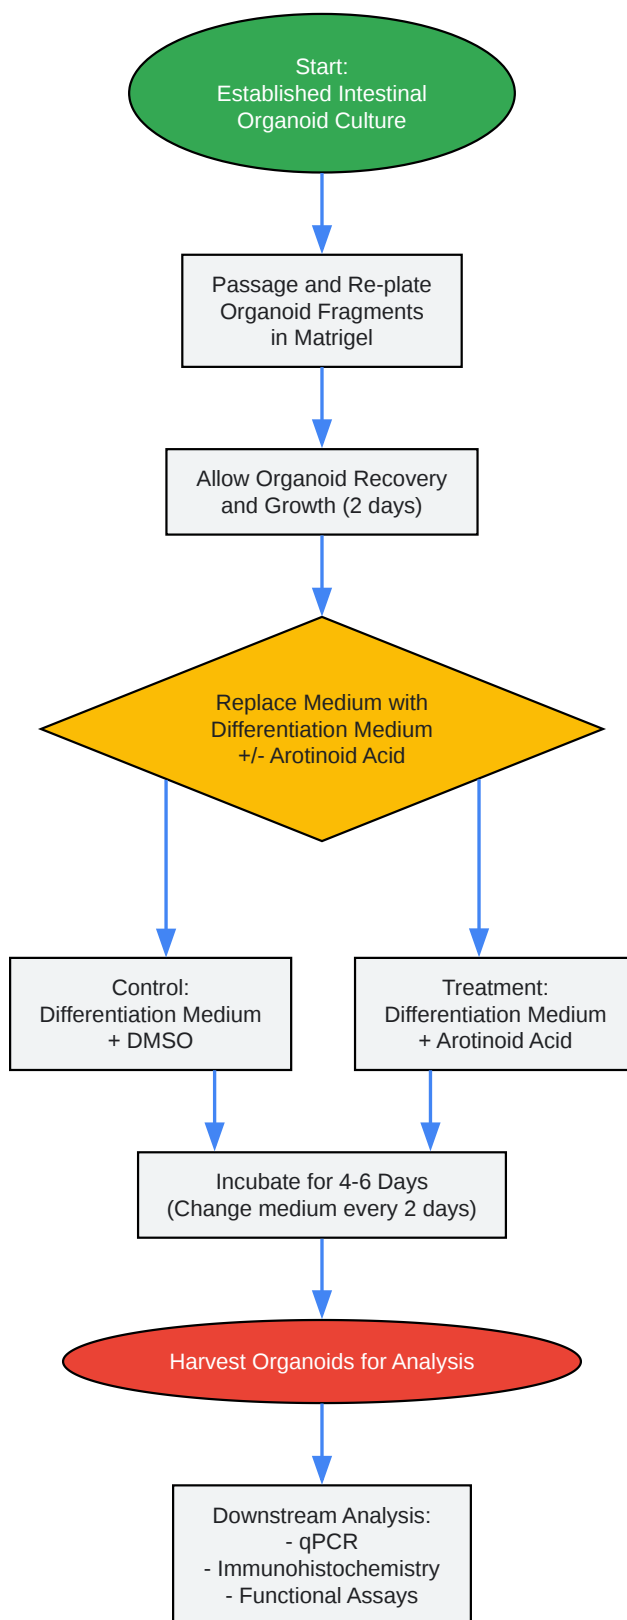 Start:
Established Intestinal
Organoid Culture
Passage and Re-plate
Organoid Fragments
in Matrigel
Allow Organoid Recovery
and Growth (2 days)
Replace Medium with
Differentiation Medium
+/- Arotinoid Acid
Control:
Differentiation Medium
+ DMSO
Treatment:
Differentiation Medium
+ Arotinoid Acid
Incubate for 4-6 Days
(Change medium every 2 days)
Harvest Organoids for Analysis
Downstream Analysis:
- qPCR
- Immunohistochemistry
- Functional Assays